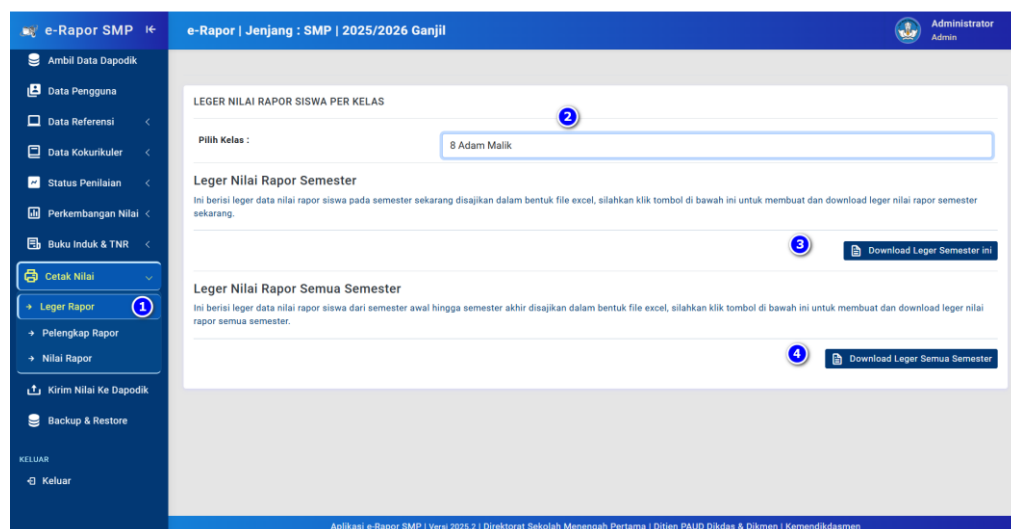 e-Rapor SMP
e-Rapor | Jenjang : SMP | 2025/2026 Ganjil
Administrator
Admin
Ambil Data Dapodik
Data Pengguna
Data Referensi
Data Kokurikuler
Status Penilaian
Perkembangan Nilai
Buku Induk & TNR
Cetak Nilai
Leger Rapor
1
Pelengkap Rapor
Nilai Rapor
Kirim Nilai Ke Dapodik
Backup & Restore
KELUAR
Keluar
LEGER NILAI RAPOR SISWA PER KELAS
2
Pilih Kelas :
8 Adam Malik
Leger Nilai Rapor Semester
Ini berisi leger data nilai rapor siswa pada semester sekarang disajikan dalam bentuk file excel, silahkan klik tombol di bawah ini untuk membuat dan download leger nilai rapor semester
sekarang.
3
Download Leger Semester ini
Leger Nilai Rapor Semua Semester
Ini berisi leger data nilai rapor siswa dari semester awal hingga semester akhir disajikan dalam bentuk file excel, silahkan klik tombol di bawah ini untuk membuat dan download leger nilai
rapor semua semester.
4
Download Leger Semua Semester
Aplikasi e-Rapor SMP | Versi 2025.2 | Direktorat Sekolah Menengah Pertama | Ditjen PAUD Dikdas & Dikmen | Kemendikdasmen